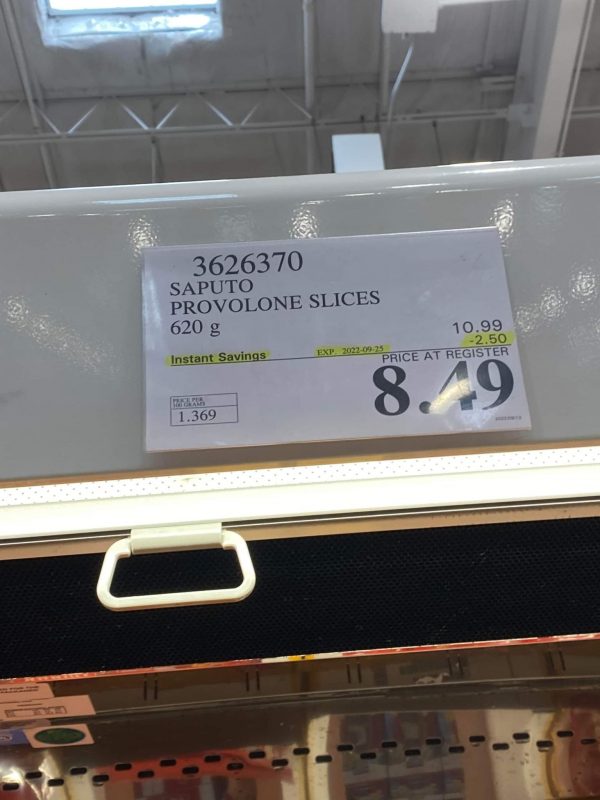 3626370
SAPUTO
PROVOLONE SLICES
620 g
10.99
Instant Savings EXP. 2022-09-25 -2.50
PRICE AT REGISTER
8.49
PRICE PER
100 GRAMS
1.369